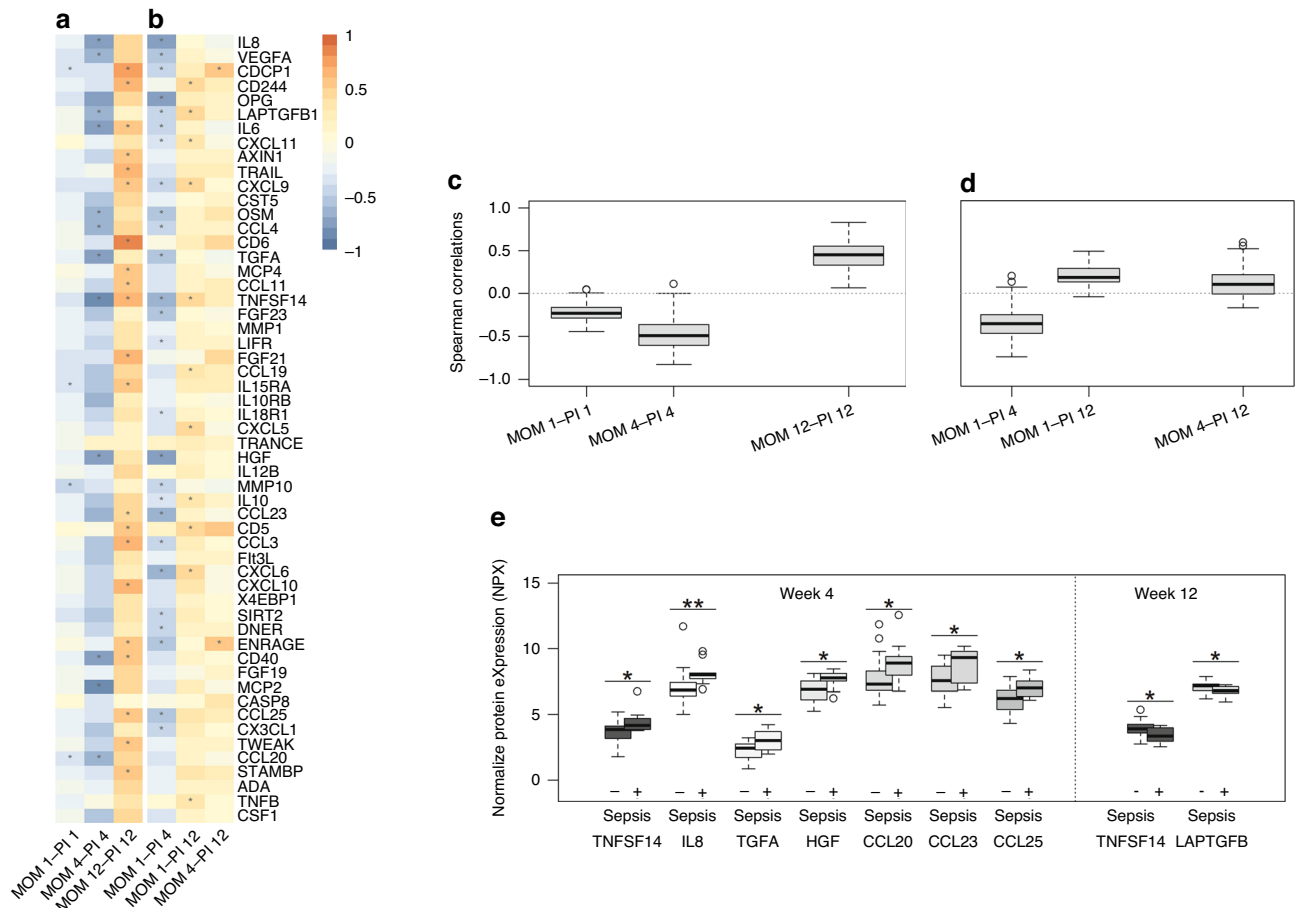 a
b
IL8
VEGFA
CDCP1
CD244
OPG
LAPTGFB1
IL6
CXCL11
AXIN1
TRAIL
CXCL9
CST5
OSM
CCL4
CD6
TGFA
MCP4
CCL11
TNFSF14
FGF23
MMP1
LIFR
FGF21
CCL19
IL15RA
IL10RB
IL18R1
CXCL5
TRANCE
HGF
IL12B
MMP10
IL10
CCL23
CD5
CCL3
Flt3L
CXCL6
CXCL10
X4EBP1
SIRT2
DNER
ENRAGE
CD40
FGF19
MCP2
CASP8
CCL25
CX3CL1
TWEAK
CCL20
STAMBP
ADA
TNFB
CSF1
MOM 1–PI 1
MOM 4–PI 4
MOM 12–PI 12
MOM 1–PI 4
MOM 1–PI 12
MOM 4–PI 12
1
0.5
0
−0.5
−1
c
Spearman correlations
1.0
0.5
0.0
−0.5
−1.0
MOM 1–PI 1
MOM 4–PI 4
MOM 12–PI 12
d
MOM 1–PI 4
MOM 1–PI 12
MOM 4–PI 12
e
Normalize protein eXpression (NPX)
15
10
5
0
Week 4
Week 12
* ** * * * * * * *
− + − + − + − + − + − + − + - + - +
Sepsis Sepsis Sepsis Sepsis Sepsis Sepsis Sepsis Sepsis Sepsis
TNFSF14 IL8 TGFA HGF CCL20 CCL23 CCL25 TNFSF14 LAPTGFB